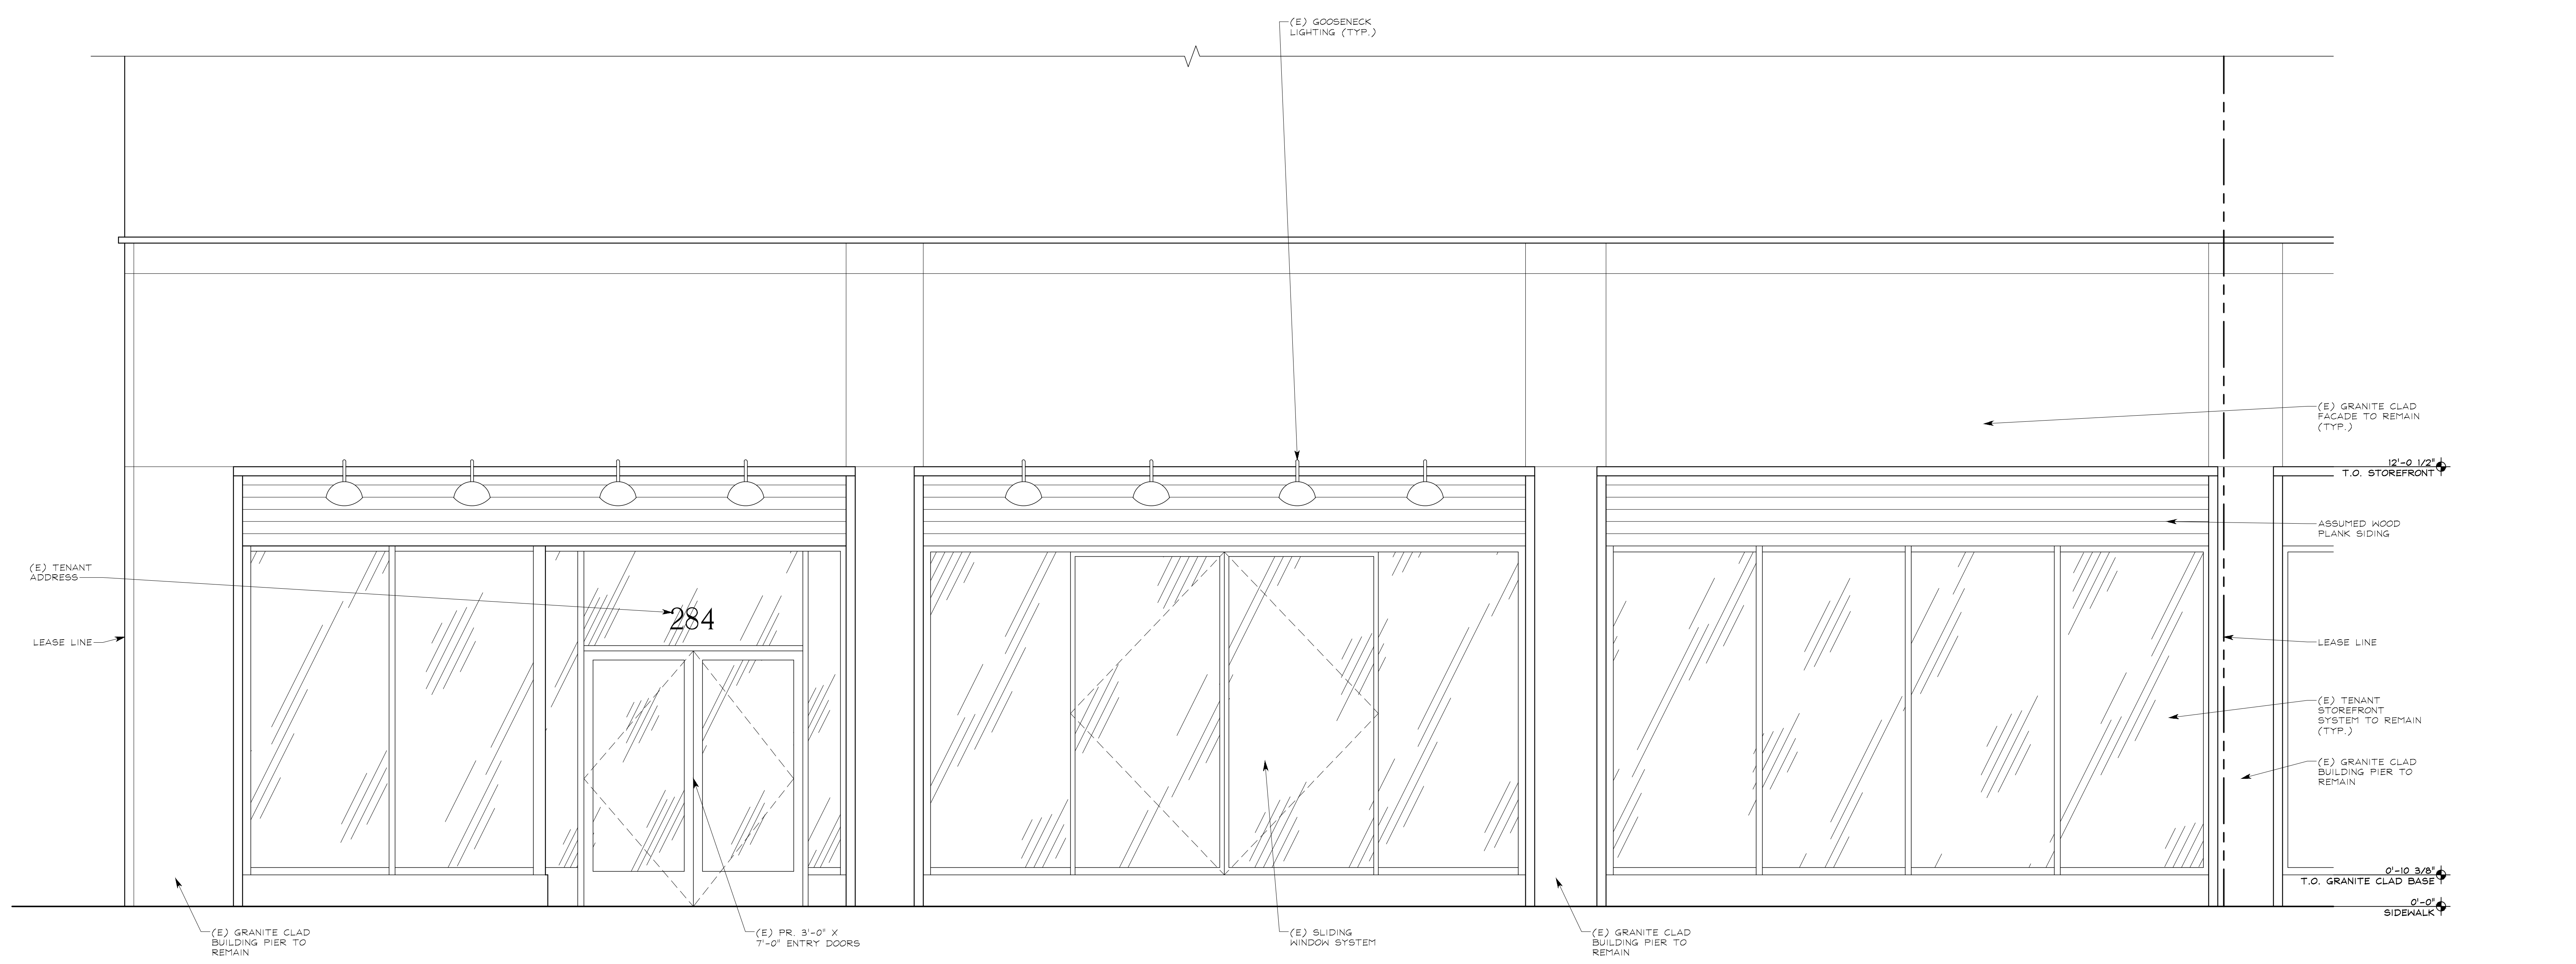 (E) GOOSENECK
LIGHTING (TYP.)
(E) GRANITE CLAD
FACADE TO REMAIN
(TYP.)
12'-0 1/2"
T.O. STOREFRONT
ASSUMED WOOD
PLANK SIDING
(E) TENANT
ADDRESS
284
LEASE LINE
LEASE LINE
(E) TENANT
STOREFRONT
SYSTEM TO REMAIN
(TYP.)
(E) GRANITE CLAD
BUILDING PIER TO
REMAIN
0'-10 3/8"
T.O. GRANITE CLAD BASE
0'-0"
SIDEWALK
(E) GRANITE CLAD
BUILDING PIER TO
REMAIN
(E) PR. 3'-0" X
7'-0" ENTRY DOORS
(E) SLIDING
WINDOW SYSTEM
(E) GRANITE CLAD
BUILDING PIER TO
REMAIN